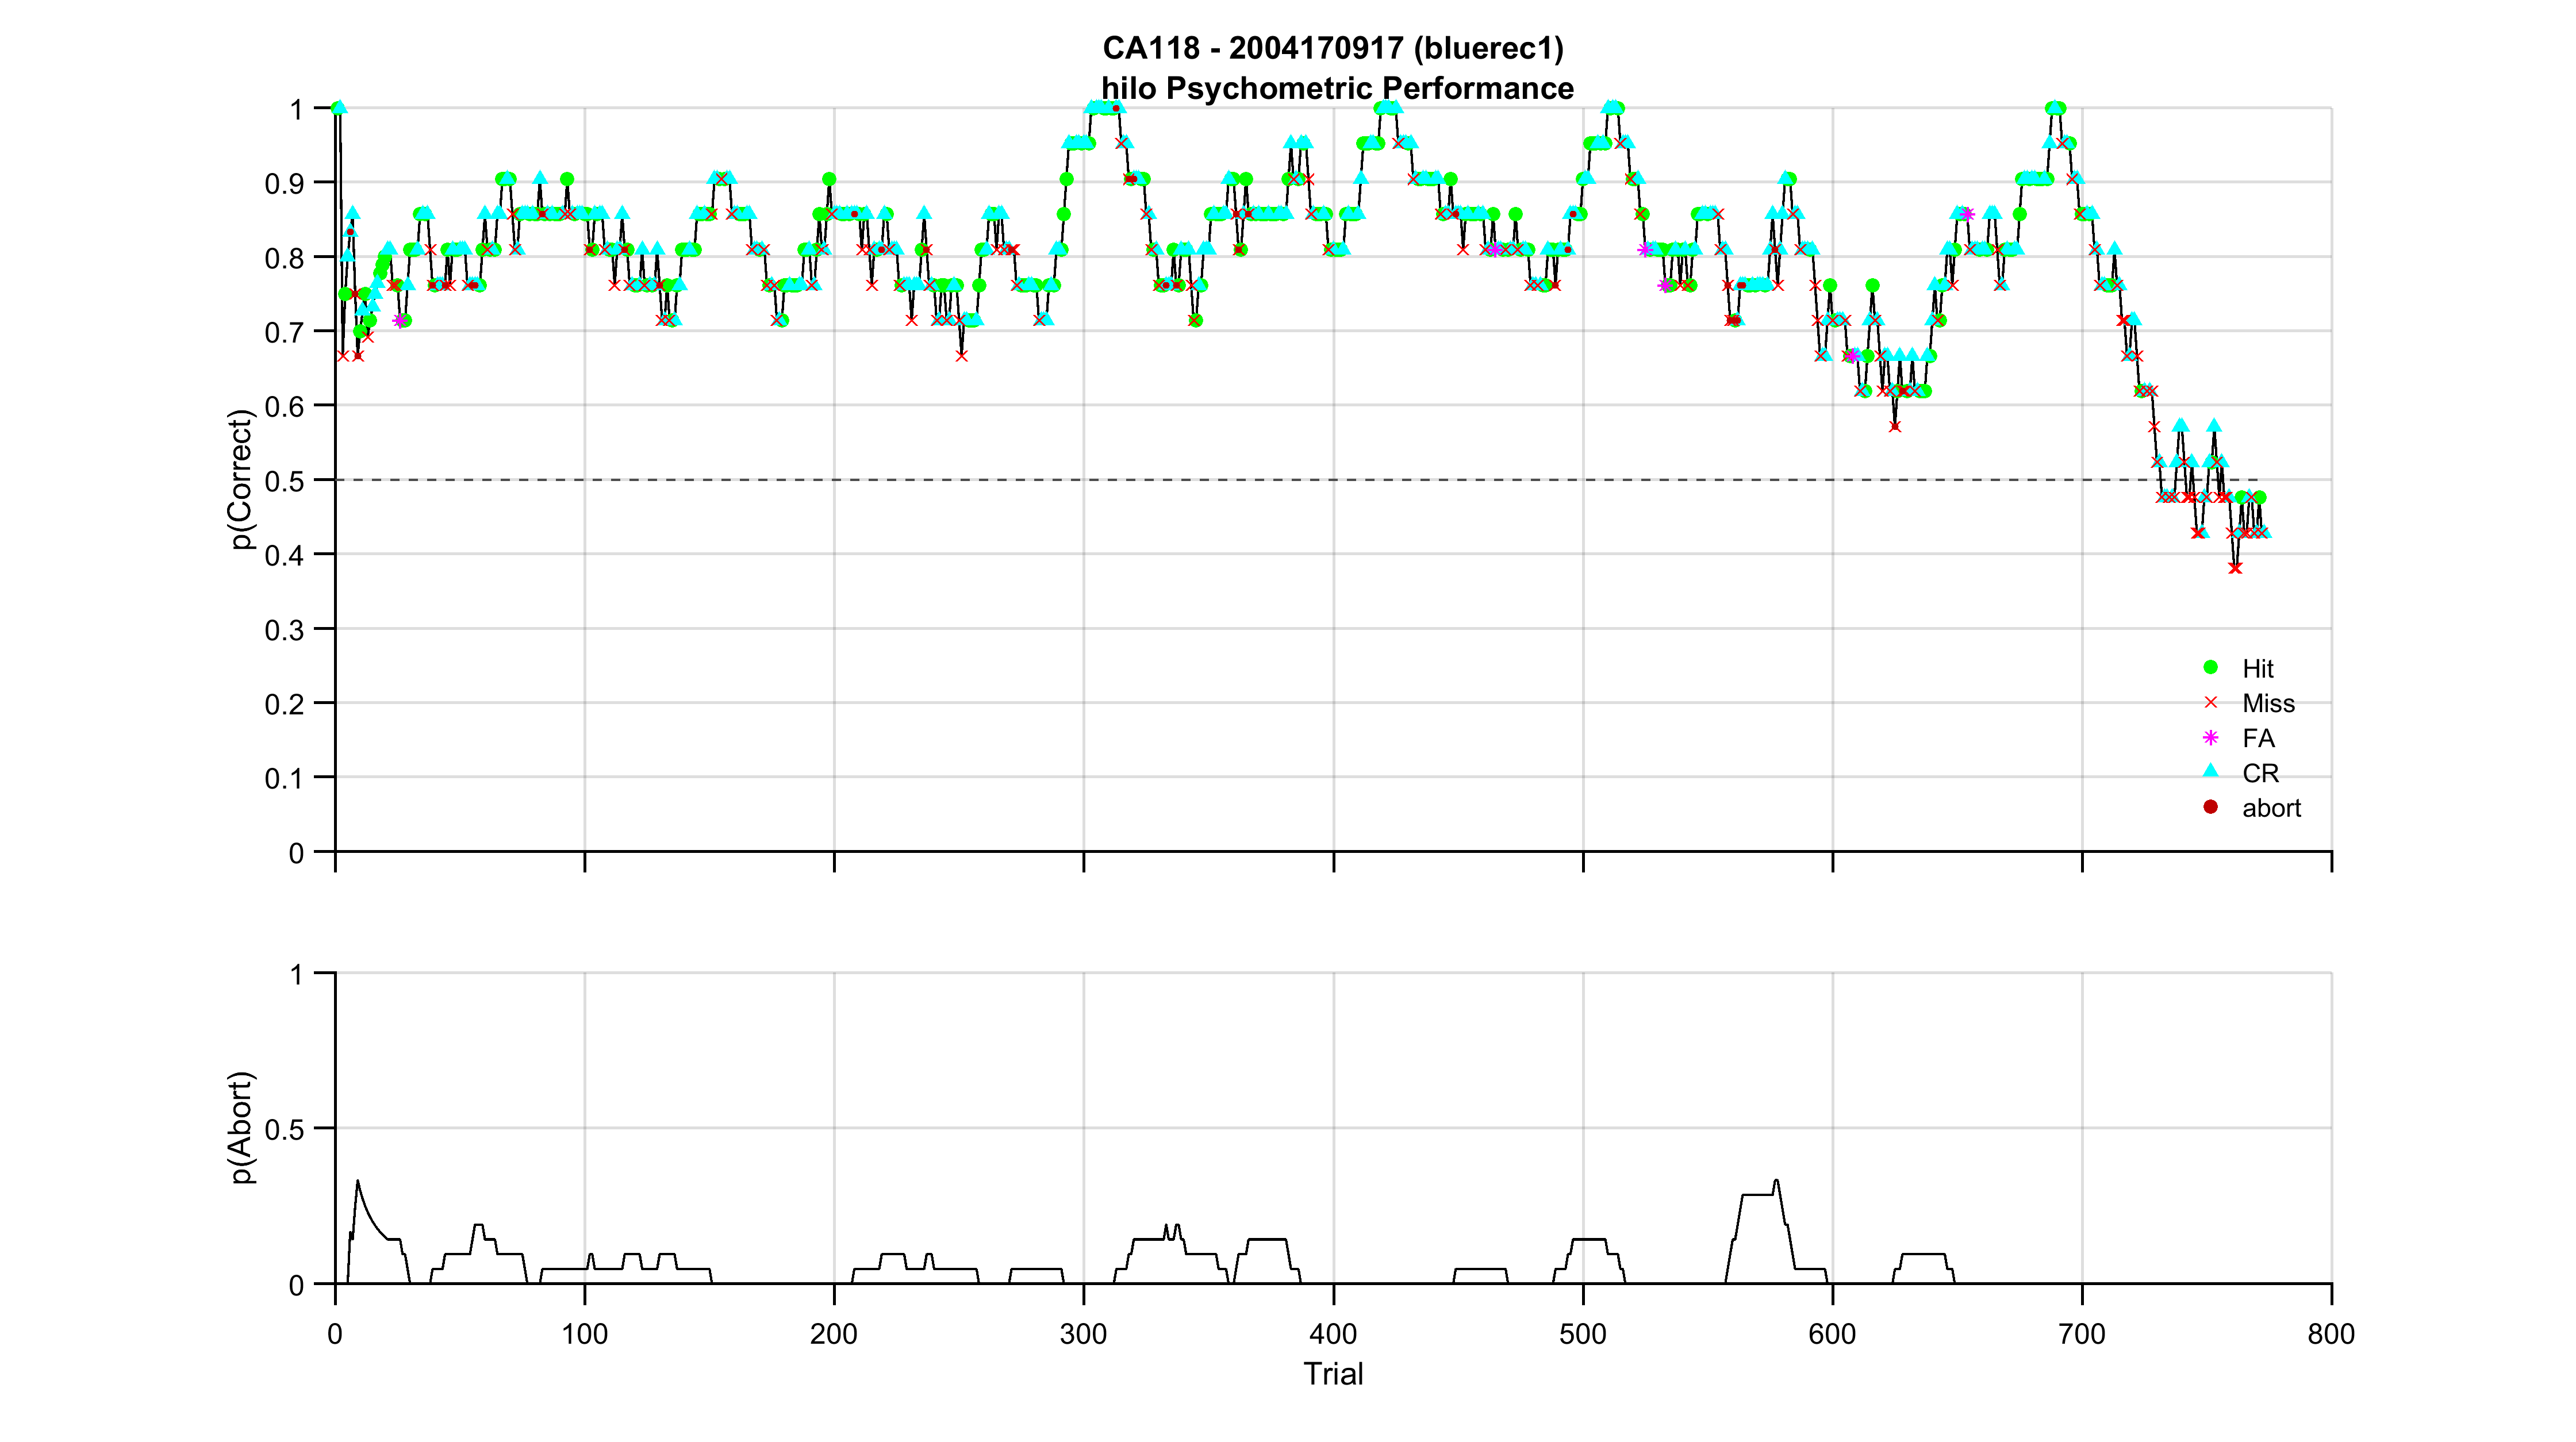 CA118 - 2004170917 (bluerec1)
hilo Psychometric Performance
1
0.9
0.8
0.7
0.6
0.5
0.4
0.3
0.2
0.1
0
p(Correct)
Hit
Miss
FA
CR
abort
1
0.5
0
p(Abort)
0 100 200 300 400 500 600 700 800
Trial